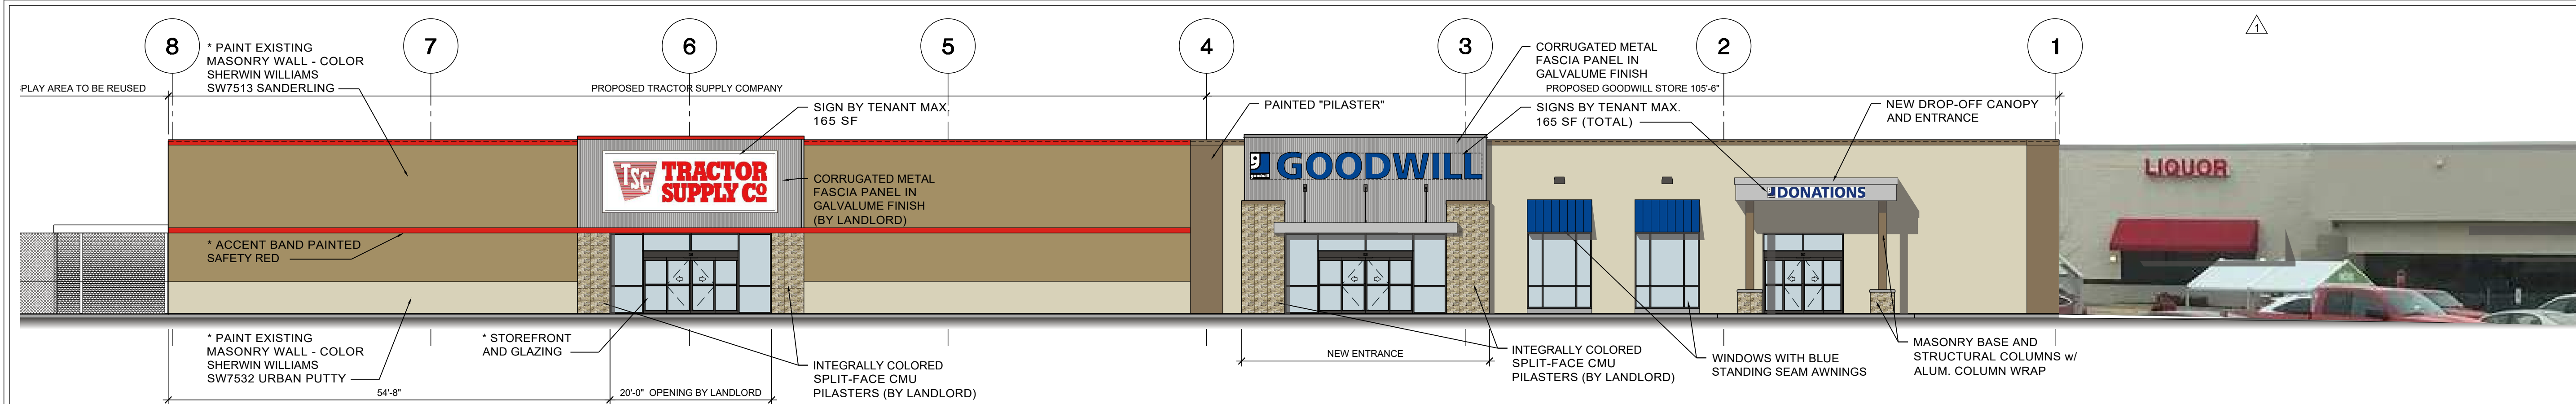 8
7
6
5
4
3
2
1
1
* PAINT EXISTING
MASONRY WALL - COLOR
SHERWIN WILLIAMS
SW7513 SANDERLING
PLAY AREA TO BE REUSED
PROPOSED TRACTOR SUPPLY COMPANY
SIGN BY TENANT MAX.
165 SF
PAINTED "PILASTER"
CORRUGATED METAL
FASCIA PANEL IN
GALVALUME FINISH
PROPOSED GOODWILL STORE 105'-6"
SIGNS BY TENANT MAX.
165 SF (TOTAL)
NEW DROP-OFF CANOPY
AND ENTRANCE
TSC
TRACTOR
SUPPLY CO
CORRUGATED METAL
FASCIA PANEL IN
GALVALUME FINISH
(BY LANDLORD)
g
GOODWILL
DONATIONS
LIQUOR
* ACCENT BAND PAINTED
SAFETY RED
* PAINT EXISTING
MASONRY WALL - COLOR
SHERWIN WILLIAMS
SW7532 URBAN PUTTY
* STOREFRONT
AND GLAZING
INTEGRALLY COLORED
SPLIT-FACE CMU
PILASTERS (BY LANDLORD)
NEW ENTRANCE
INTEGRALLY COLORED
SPLIT-FACE CMU
PILASTERS (BY LANDLORD)
WINDOWS WITH BLUE
STANDING SEAM AWNINGS
MASONRY BASE AND
STRUCTURAL COLUMNS w/
ALUM. COLUMN WRAP
54'-8"
20'-0" OPENING BY LANDLORD